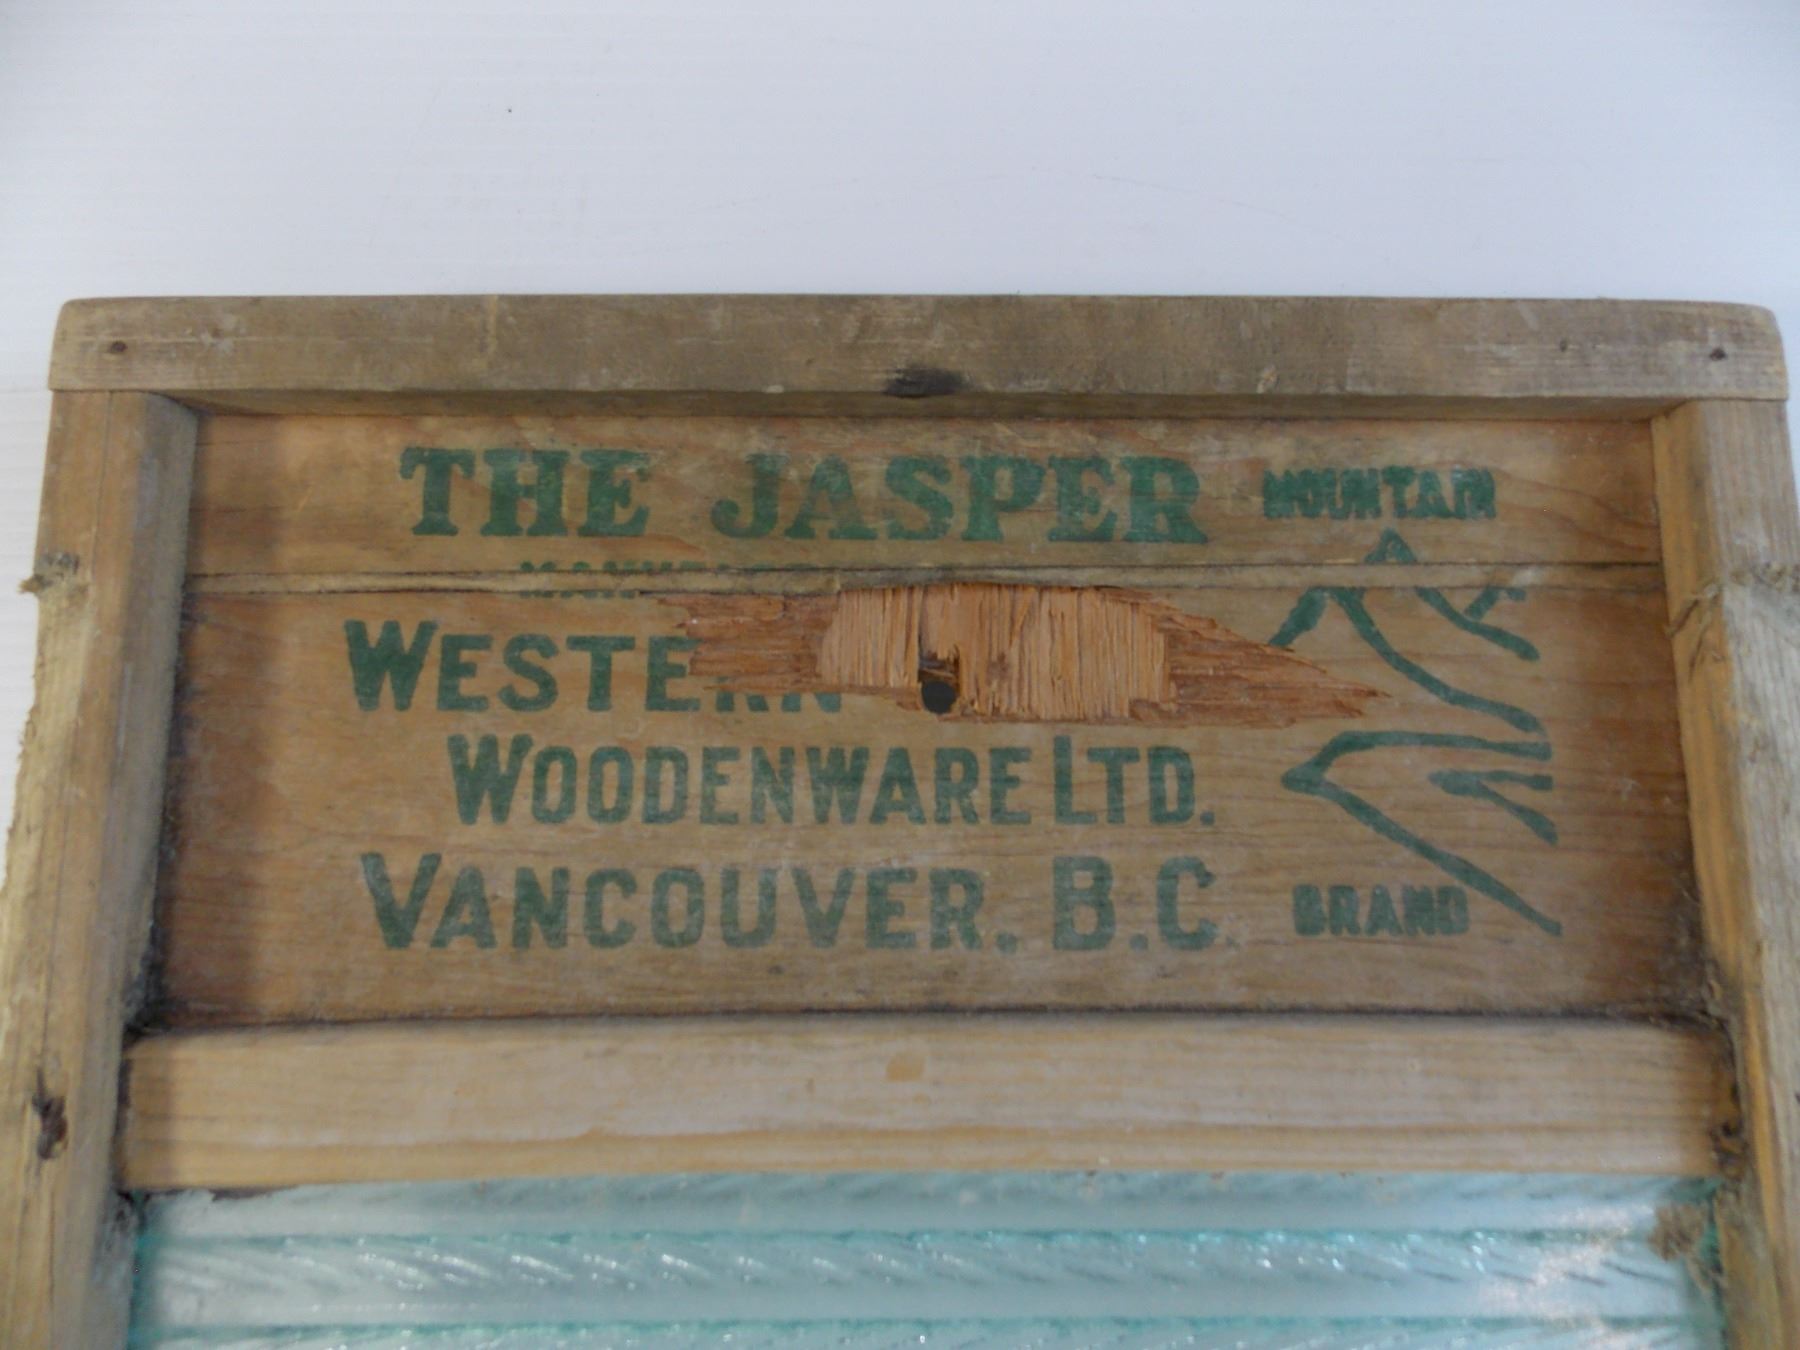 THE JASPER
MOUNTAIN
WESTERN
WOODENWARE LTD.
VANCOUVER, B.C.
BRAND